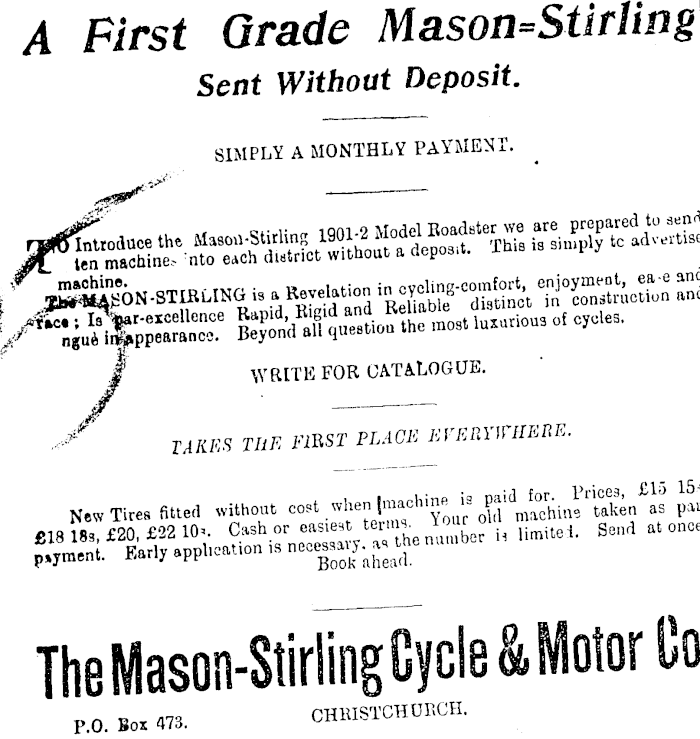 A First Grade Mason=Stirling
Sent Without Deposit.
SIMPLY A MONTHLY PAYMENT.
To Introduce the Mason-Stirling 1901-2 Model Roadster we are prepared to send
ten machines into each district without a deposit. This is simply to advertise
machine.
The MASON-STIRLING is a Revelation in cycling-comfort, enjoyment, ease and
race; Is par-excellence Rapid, Rigid and Reliable distinct in construction and
ngue in appearance. Beyond all question the most luxurious of cycles.
WRITE FOR CATALOGUE.
TAKES THE FIRST PLACE EVERYWHERE.
New Tires fitted without cost when machine is paid for. Prices, £15 15s
£18 18s, £20, £22 10s. Cash or easiest terms. Your old machine taken as par
payment. Early application is necessary, as the number is limited. Send at once
Book ahead.
The Mason-Stirling Cycle & Motor Co
P.O. Box 473.
CHRISTCHURCH.